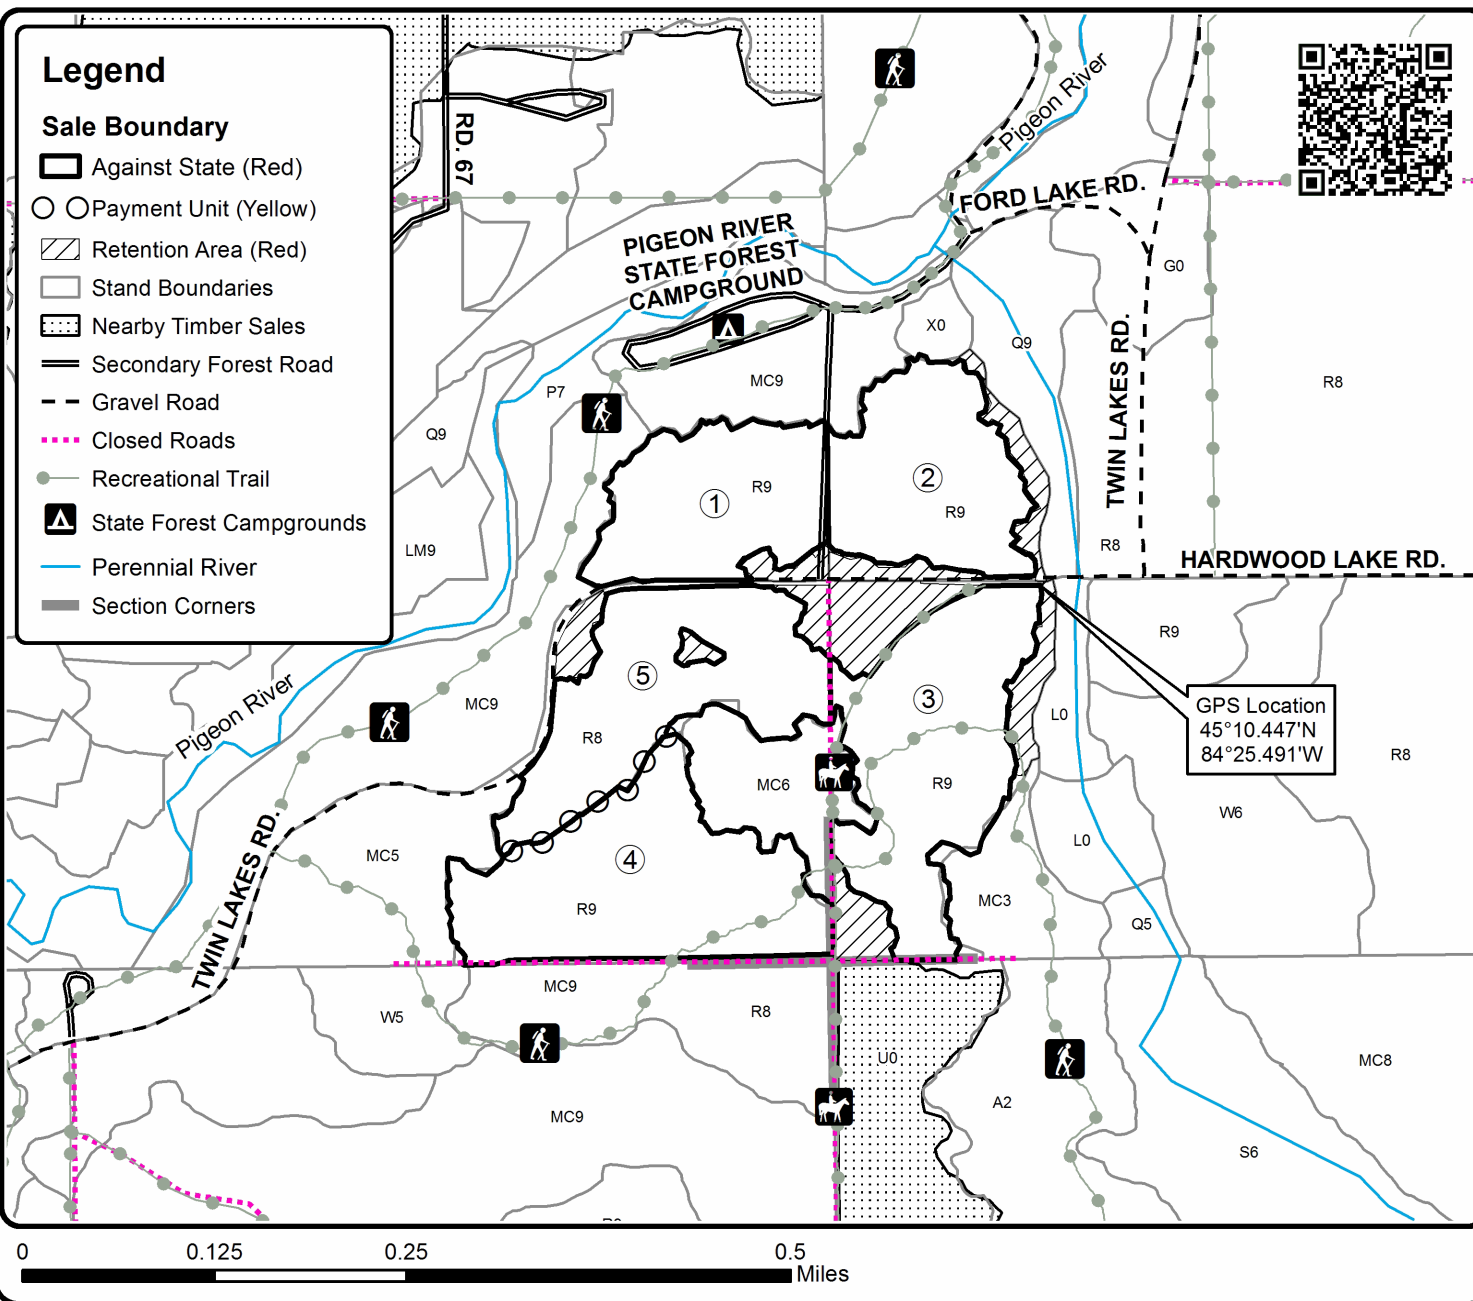 Legend
Sale Boundary
Against State (Red)
Payment Unit (Yellow)
Retention Area (Red)
Stand Boundaries
Nearby Timber Sales
Secondary Forest Road
Gravel Road
Closed Roads
Recreational Trail
State Forest Campgrounds
Perennial River
Section Corners
RD. 67
Pigeon River
FORD LAKE RD.
PIGEON RIVER
STATE FOREST
CAMPGROUND
G0
X0
Q9
TWIN LAKES RD.
R8
MC9
P7
Q9
1
R9
2
R9
LM9
R8
HARDWOOD LAKE RD.
R9
5
3
MC9
Pigeon River
L0
GPS Location
45°10.447'N
84°25.491'W
R8
R8
MC6
R9
W6
L0
TWIN LAKES RD.
MC5
4
R9
MC3
Q5
MC9
W5
R8
U0
MC8
A2
MC9
S6
0
0.125
0.25
0.5
Miles